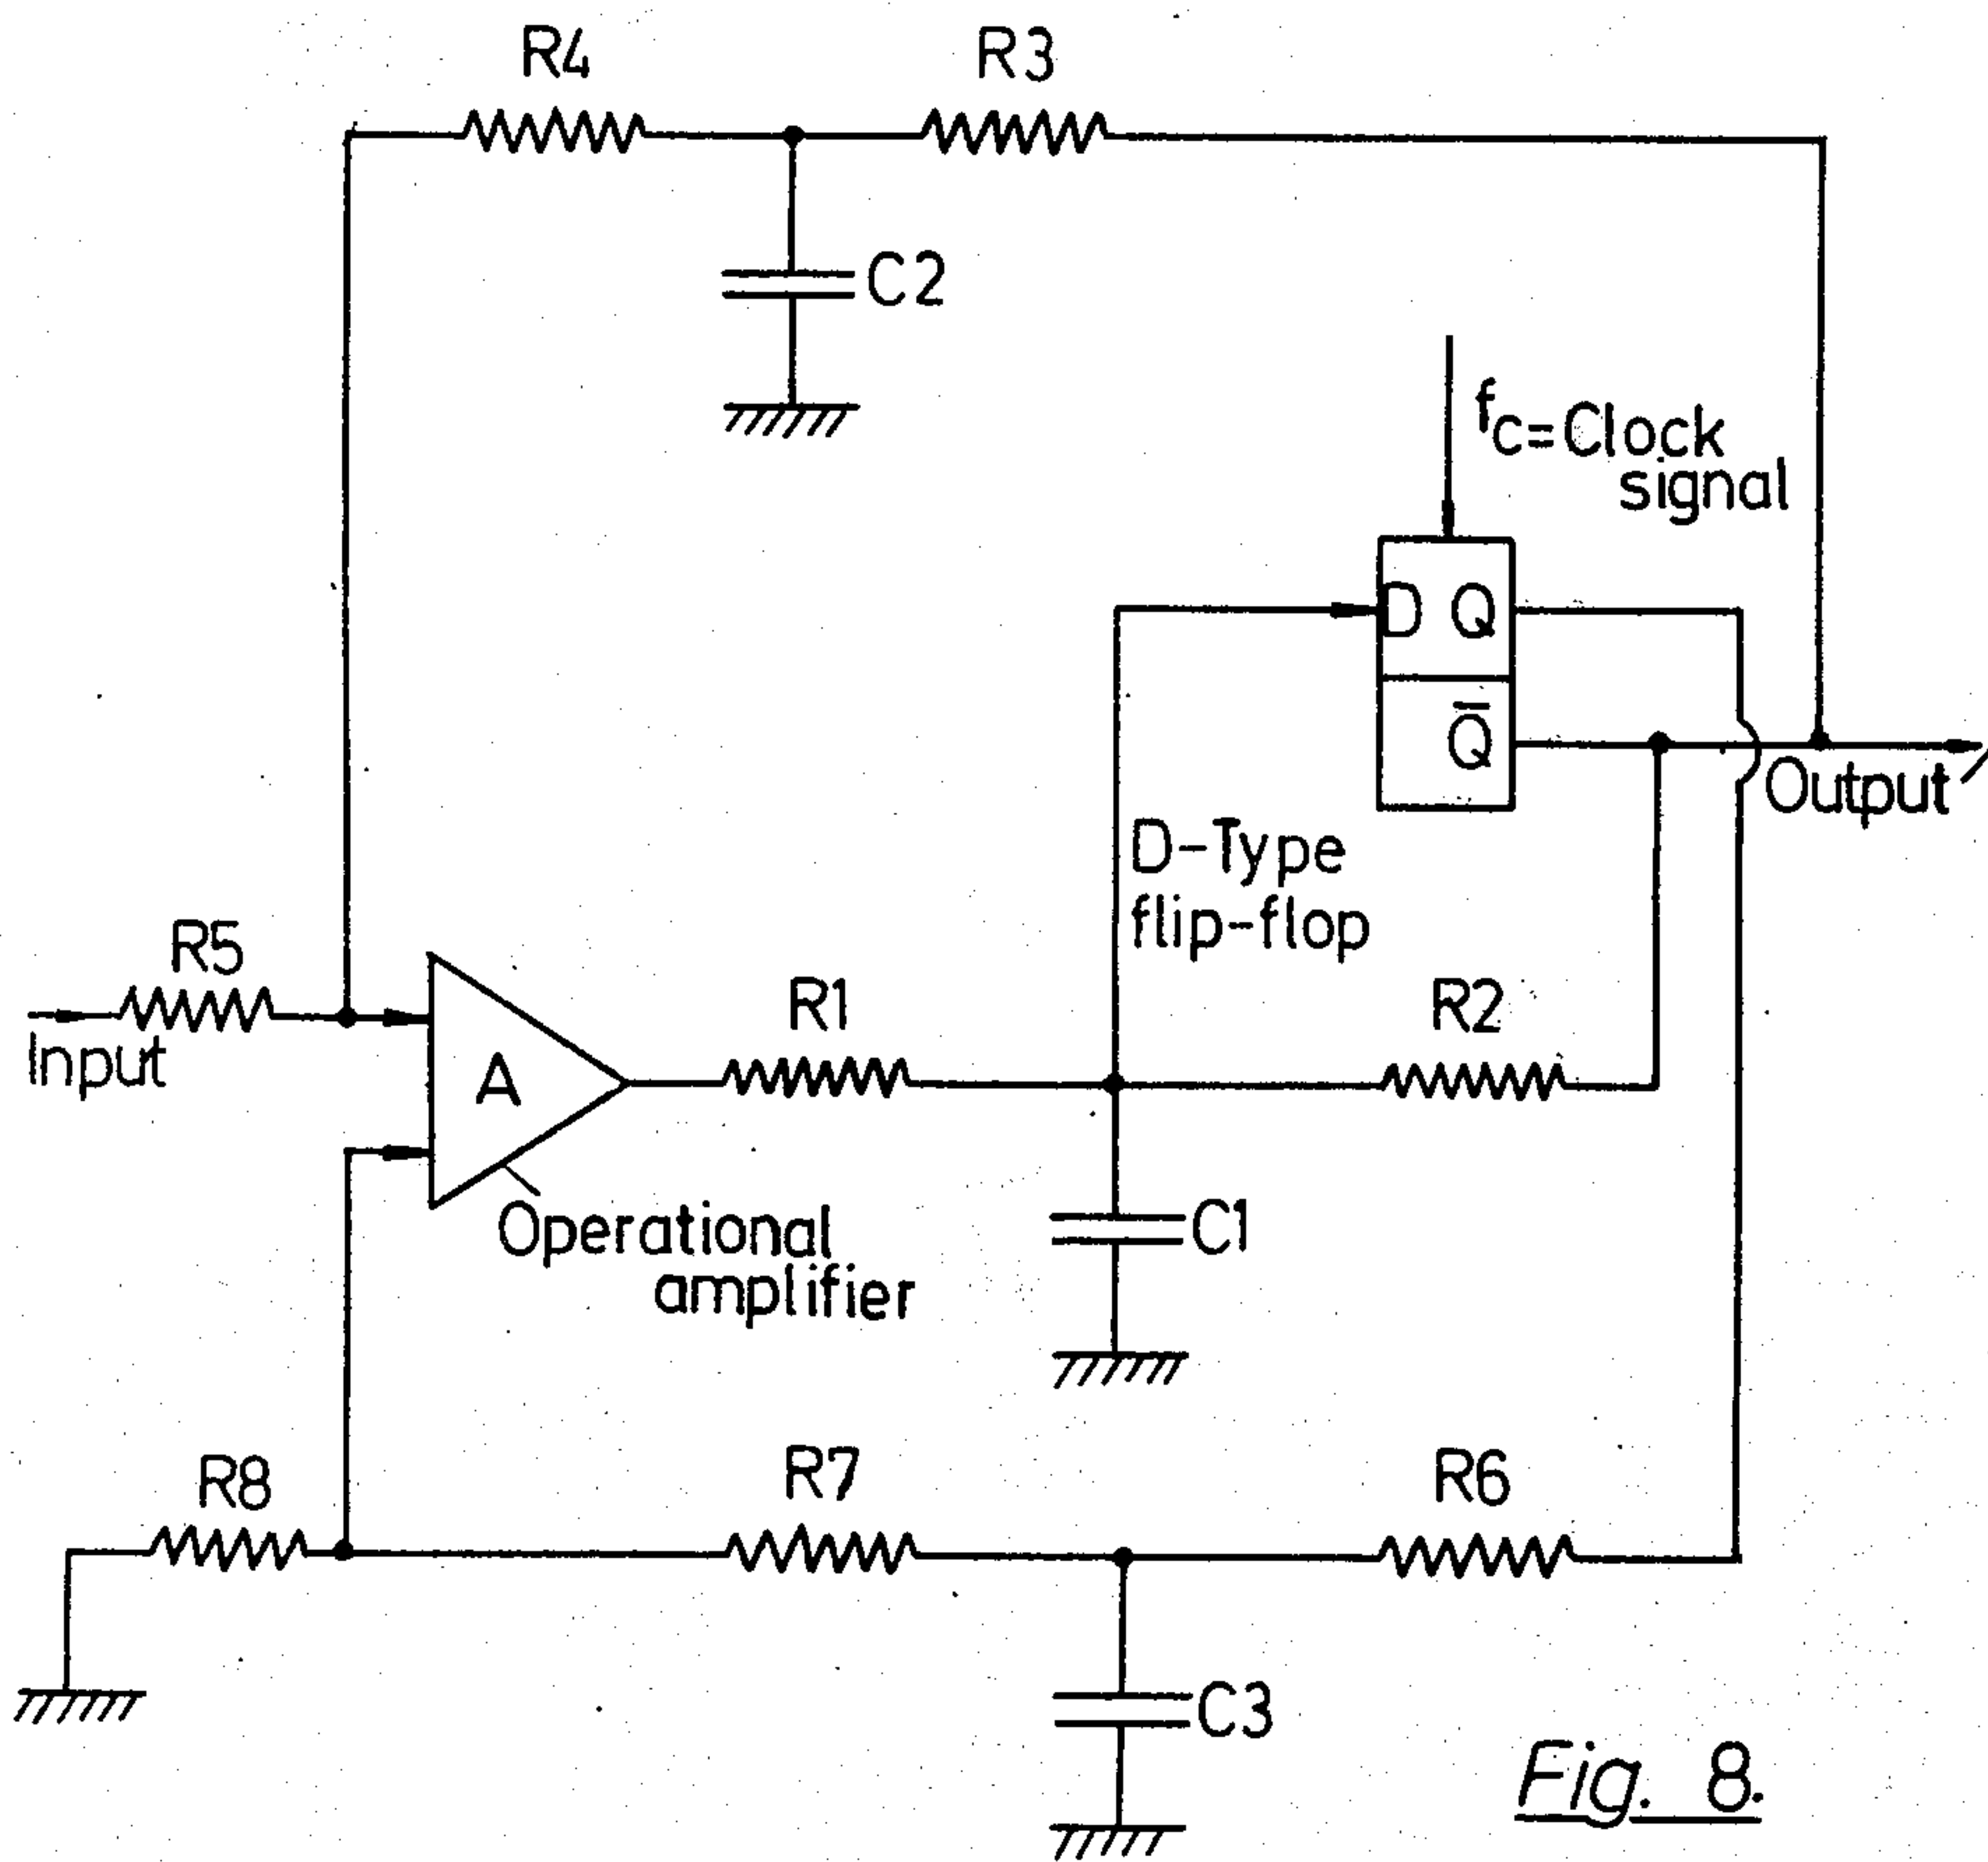 R4
R3
C2
fc=Clock
signal
D Q
Q̄
Output
D-Type
flip-flop
R5
Input
A
R1
R2
Operational
amplifier
C1
R8
R7
R6
C3
Fig. 8.